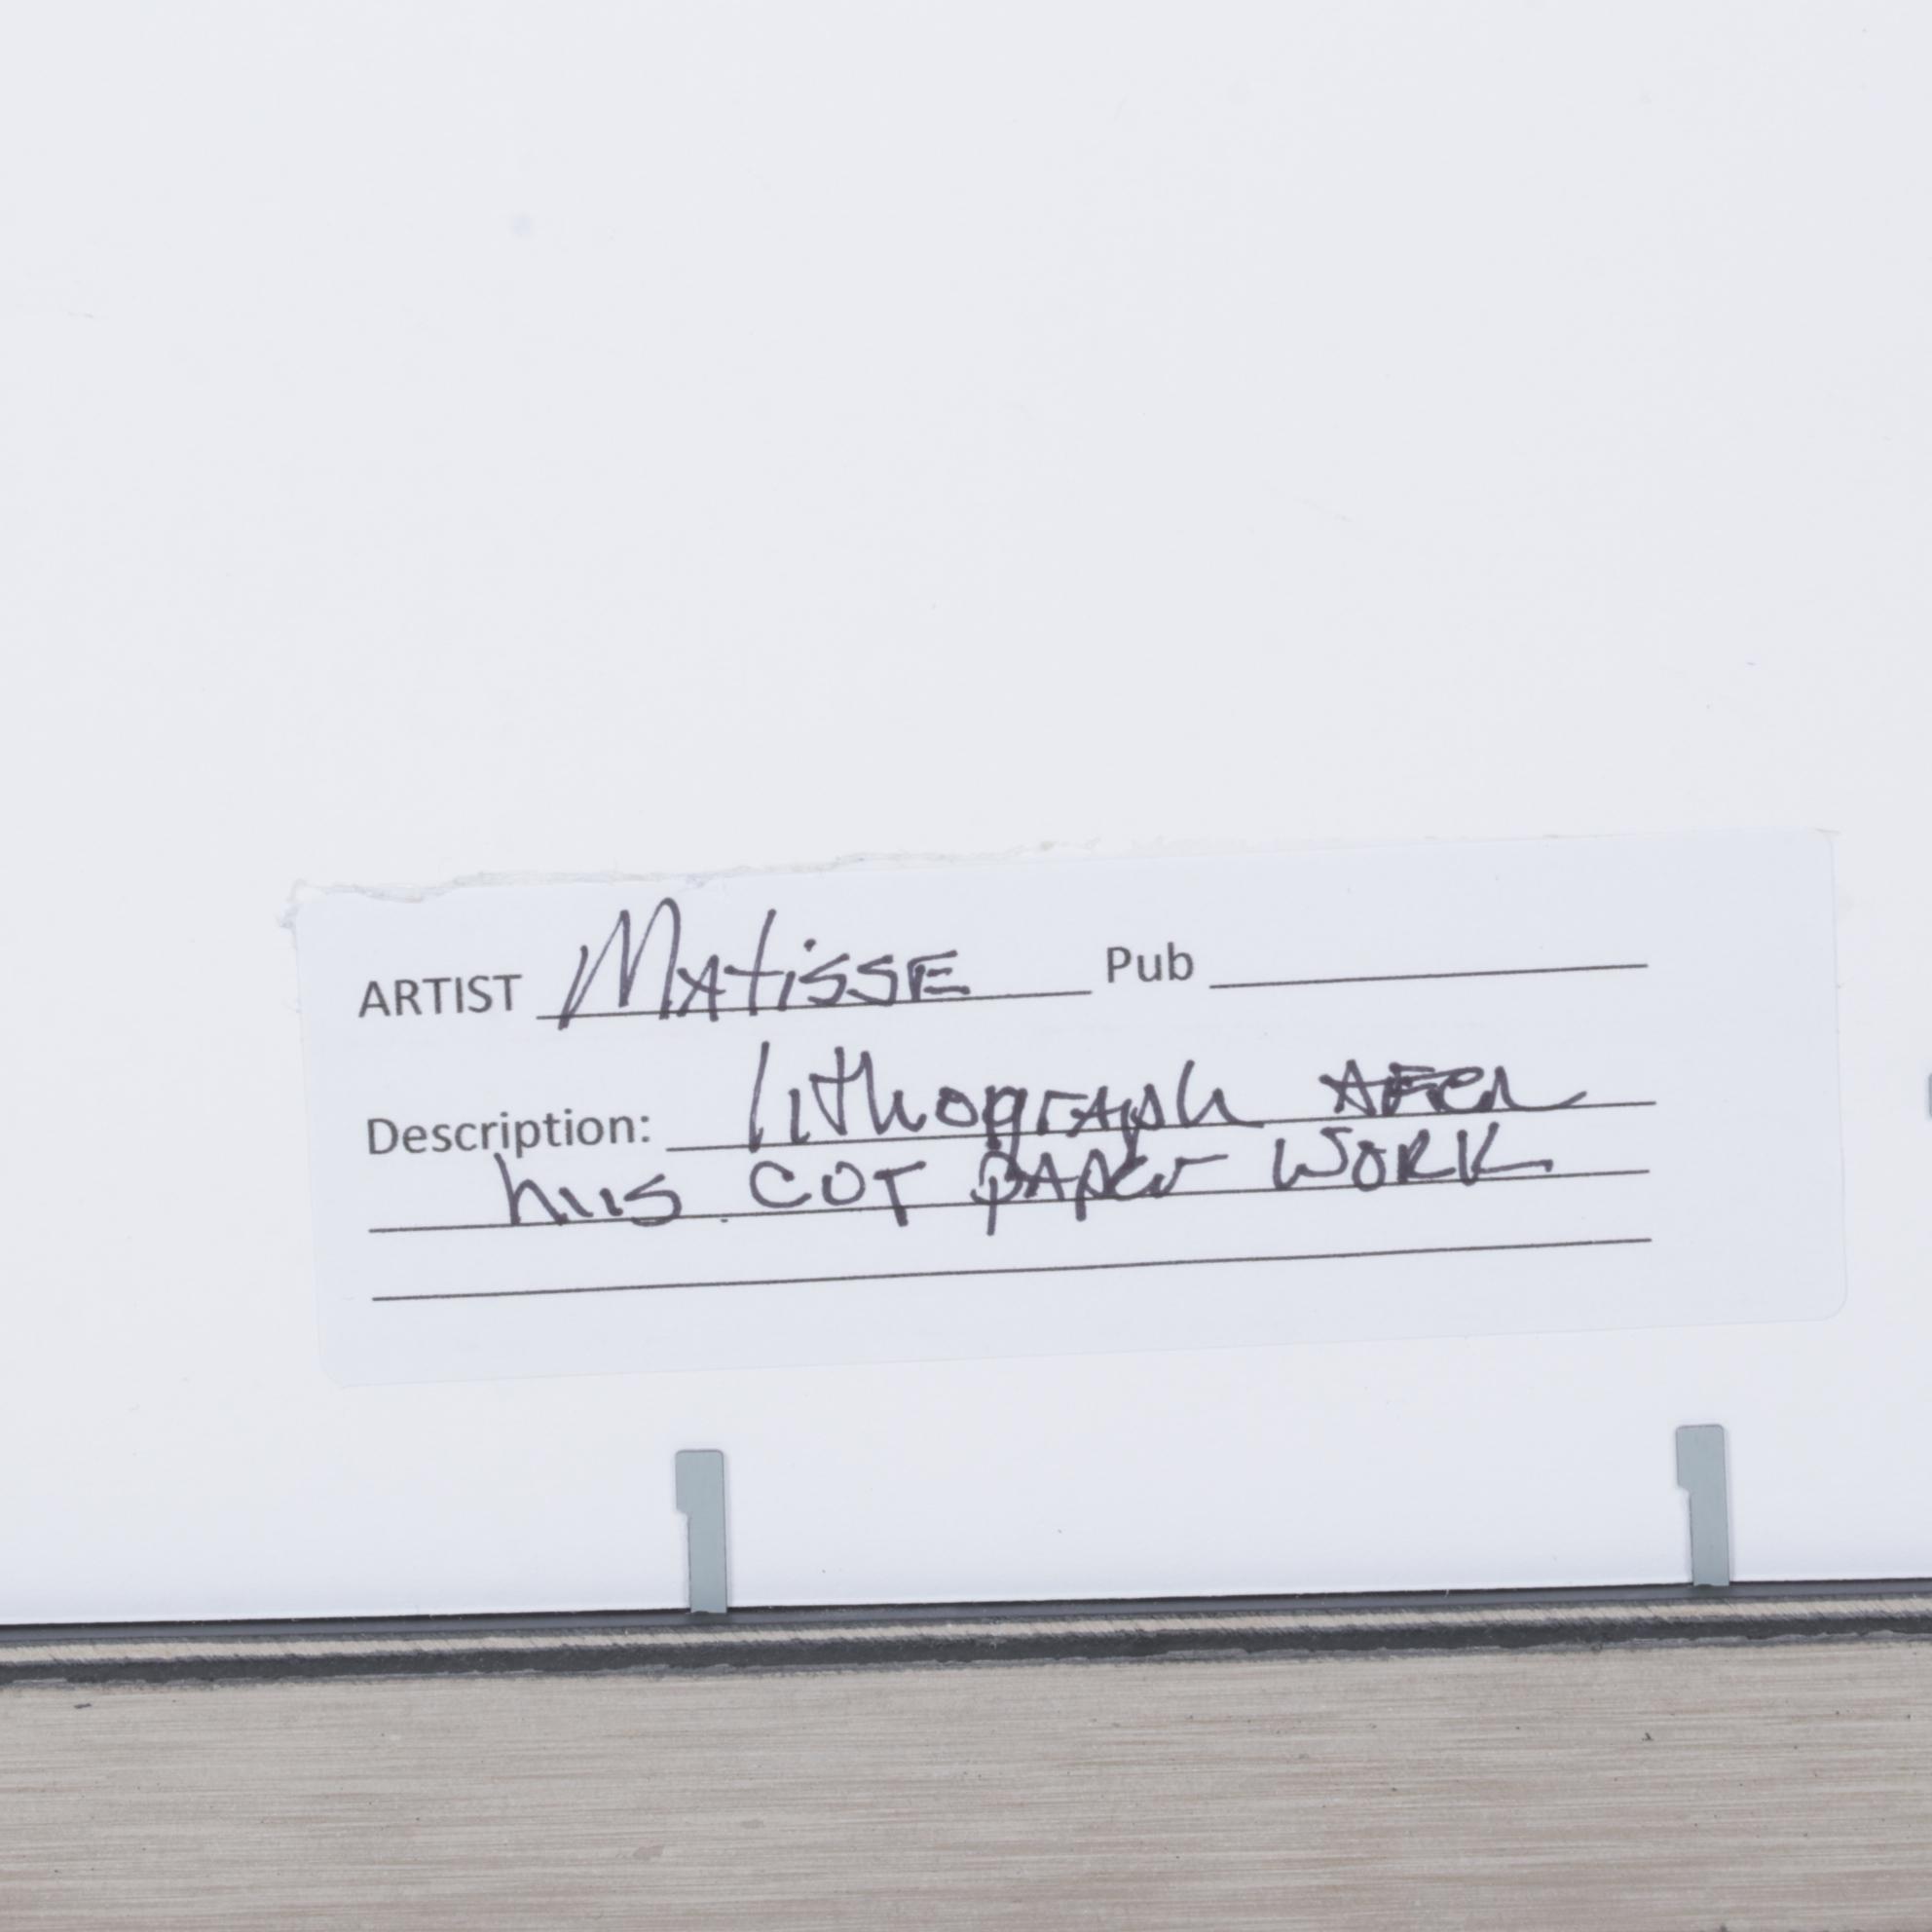 ARTIST Matisse Pub
Description: lithograph AFTER
his CUT PAPER WORK